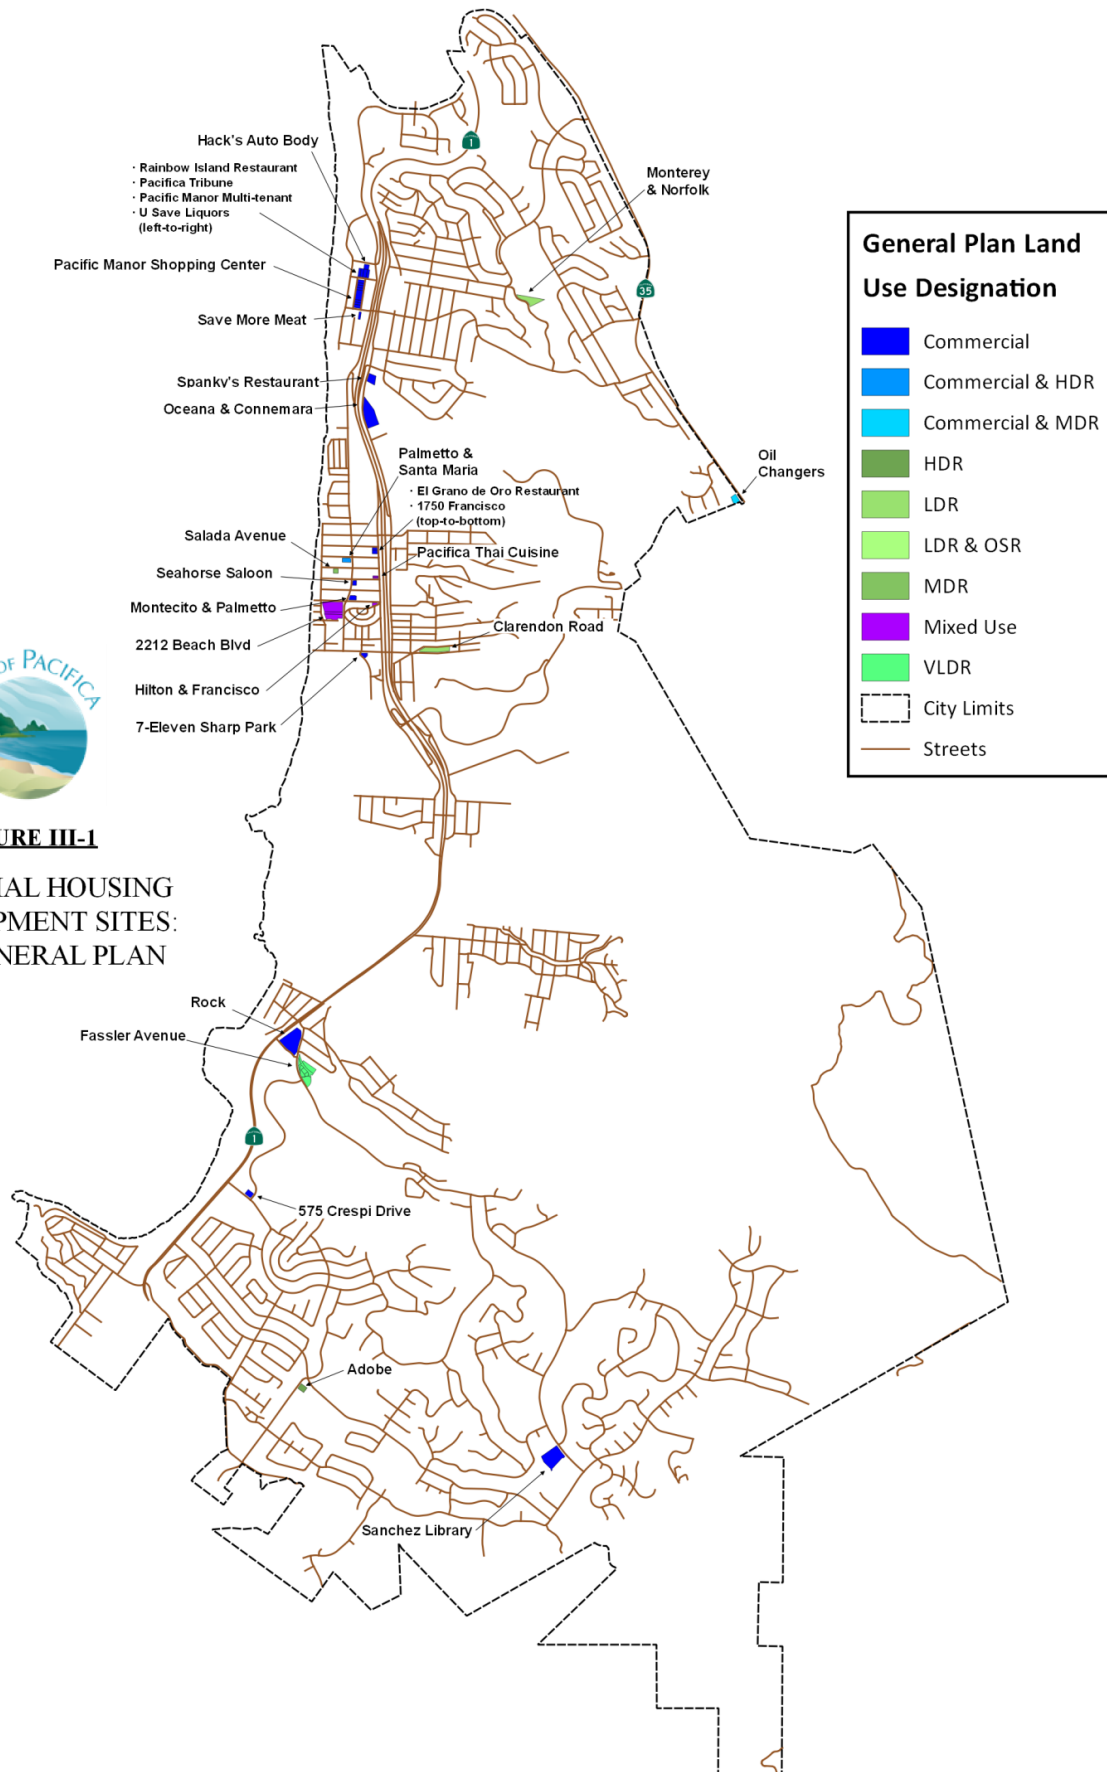 1
Hack's Auto Body
· Rainbow Island Restaurant
· Pacifica Tribune
· Pacific Manor Multi-tenant
· U Save Liquors
(left-to-right)
Monterey
& Norfolk
Pacific Manor Shopping Center
35
Save More Meat
Spanky's Restaurant
Oceana & Connemara
General Plan Land
Use Designation
Commercial
Commercial & HDR
Commercial & MDR
HDR
LDR
LDR & OSR
MDR
Mixed Use
VLDR
City Limits
Streets
Palmetto &
Santa Maria
Oil
Changers
· El Grano de Oro Restaurant
· 1750 Francisco
(top-to-bottom)
Salada Avenue
Pacifica Thai Cuisine
Seahorse Saloon
Montecito & Palmetto
2212 Beach Blvd
Clarendon Road
Hilton & Francisco
7-Eleven Sharp Park
OF PACIFICA
URE III-1
IAL HOUSING
PMENT SITES:
NERAL PLAN
Rock
Fassler Avenue
1
575 Crespi Drive
Adobe
Sanchez Library